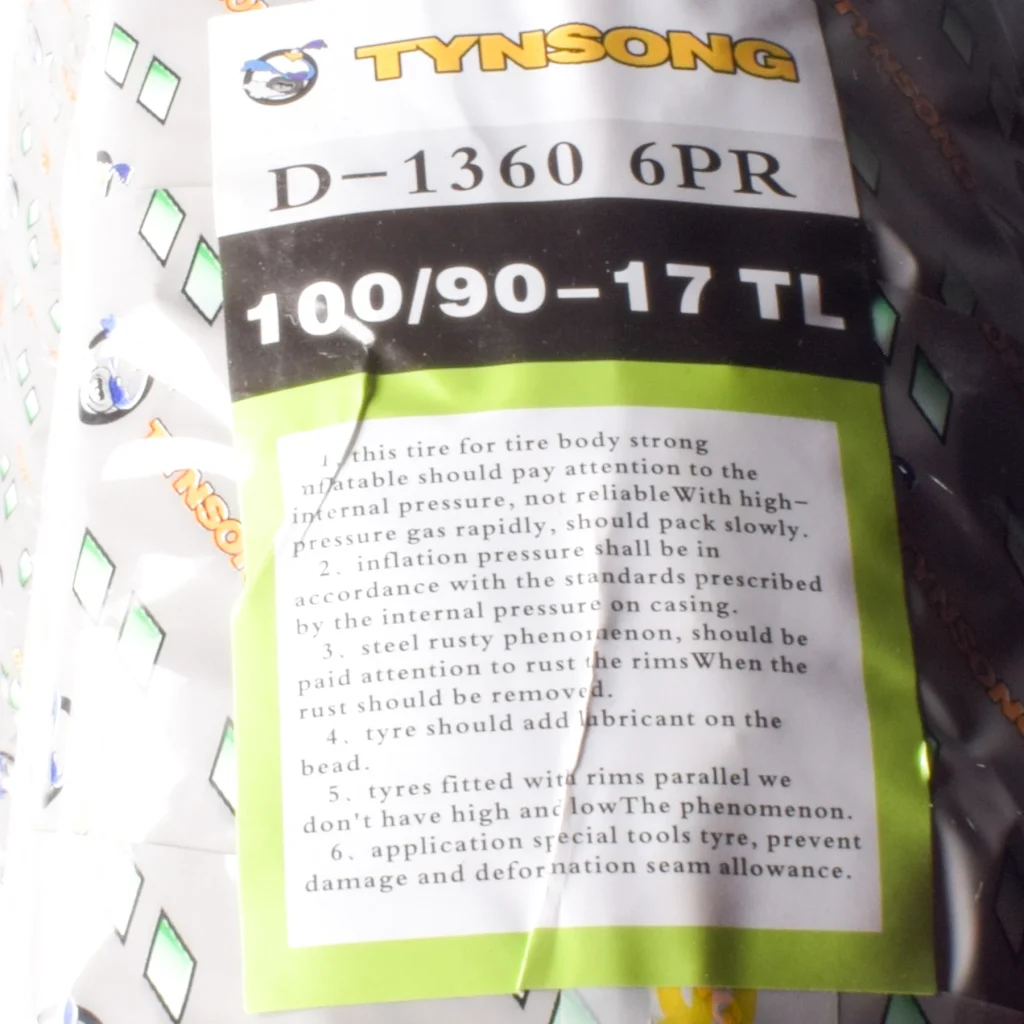 TYNSONG
D-1360 6PR
100/90-17 TL
1、this tire for tire body strong
inflatable should pay attention to the
internal pressure, not reliableWith high-
pressure gas rapidly, should pack slowly.
2、inflation pressure shall be in
accordance with the standards prescribed
by the internal pressure on casing.
3、steel rusty phenomenon, should be
paid attention to rust the rimsWhen the
rust should be removed.
4、tyre should add lubricant on the
bead.
5、tyres fitted with rims parallel we
don't have high and lowThe phenomenon.
6、application special tools tyre, prevent
damage and deformation seam allowance.
TYNSONG